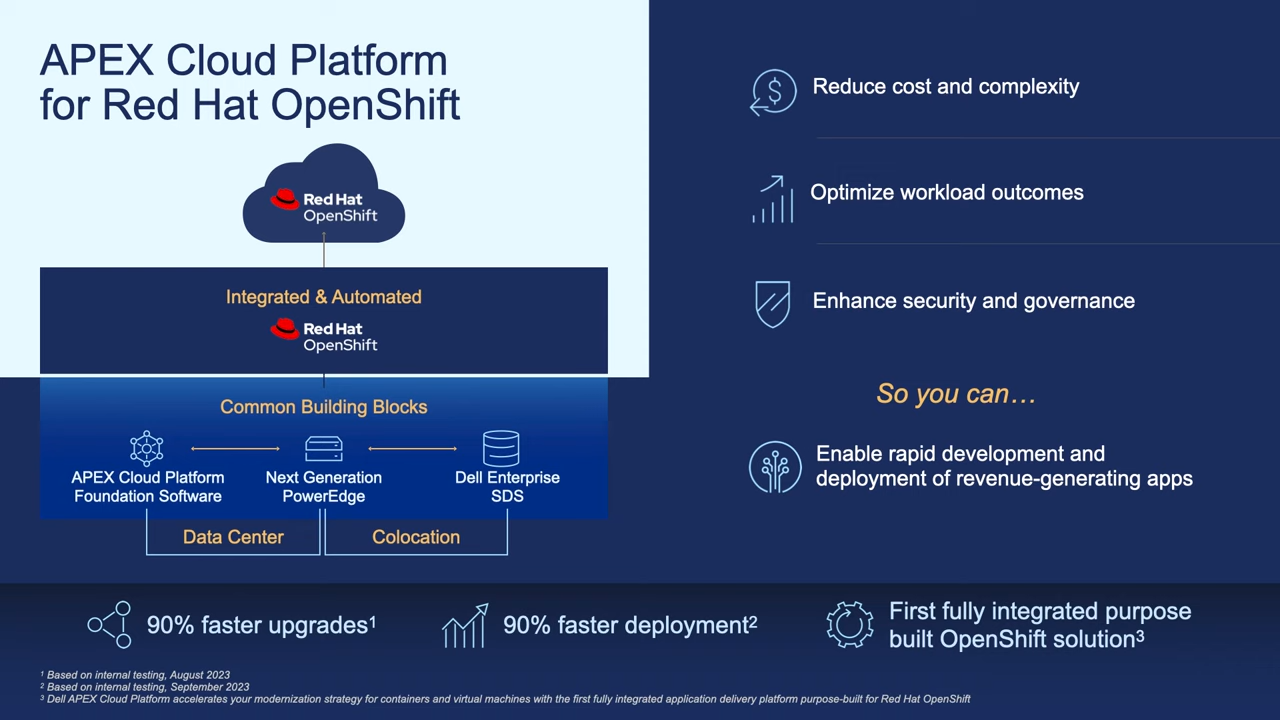 APEX Cloud Platform
for Red Hat OpenShift
Red Hat
OpenShift
Integrated & Automated
Red Hat
OpenShift
Common Building Blocks
APEX Cloud Platform
Foundation Software
Next Generation
PowerEdge
Dell Enterprise
SDS
Data Center
Colocation
$
Reduce cost and complexity
Optimize workload outcomes
Enhance security and governance
So you can…
Enable rapid development and
deployment of revenue-generating apps
90% faster upgrades¹
90% faster deployment²
First fully integrated purpose
built OpenShift solution³
¹ Based on internal testing, August 2023
² Based on internal testing, September 2023
³ Dell APEX Cloud Platform accelerates your modernization strategy for containers and virtual machines with the first fully integrated application delivery platform purpose-built for Red Hat OpenShift